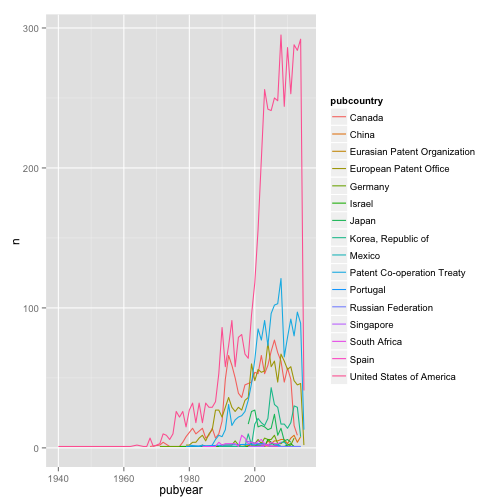 300
200
100
0
n
1940
1960
1980
2000
pubyear
pubcountry
Canada
China
Eurasian Patent Organization
European Patent Office
Germany
Israel
Japan
Korea, Republic of
Mexico
Patent Co-operation Treaty
Portugal
Russian Federation
Singapore
South Africa
Spain
United States of America